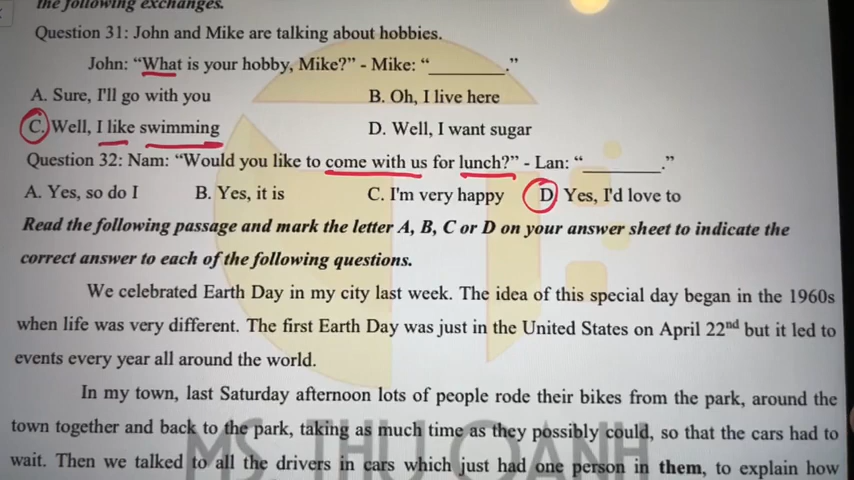 the following exchanges.
Question 31: John and Mike are talking about hobbies.
John: “What is your hobby, Mike?” - Mike: “________.”
A. Sure, I'll go with you B. Oh, I live here
C. Well, I like swimming D. Well, I want sugar
Question 32: Nam: “Would you like to come with us for lunch?” - Lan: “________.”
A. Yes, so do I B. Yes, it is C. I'm very happy D. Yes, I'd love to
Read the following passage and mark the letter A, B, C or D on your answer sheet to indicate the
correct answer to each of the following questions.
We celebrated Earth Day in my city last week. The idea of this special day began in the 1960s
when life was very different. The first Earth Day was just in the United States on April 22nd but it led to
events every year all around the world.
In my town, last Saturday afternoon lots of people rode their bikes from the park, around the
town together and back to the park, taking as much time as they possibly could, so that the cars had to
wait. Then we talked to all the drivers in cars which just had one person in them, to explain how
MS. THU OANH